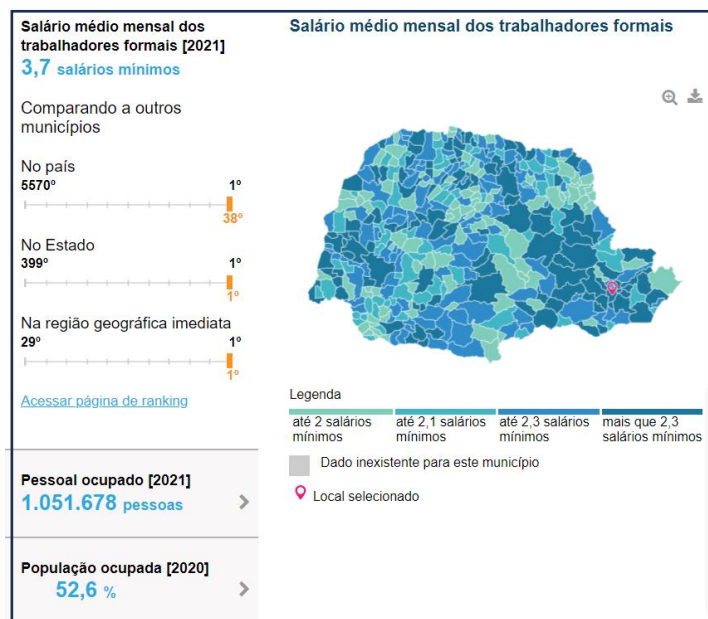 Salário médio mensal dos
trabalhadores formais [2021]
3,7 salários mínimos
Comparando a outros
municípios
No país
5570º 1º
38º
No Estado
399º 1º
1º
Na região geográfica imediata
29º 1º
1º
Acessar página de ranking
Pessoal ocupado [2021]
1.051.678 pessoas
População ocupada [2020]
52,6 %
Salário médio mensal dos trabalhadores formais
Legenda
até 2 salários
mínimos
até 2,1 salários
mínimos
até 2,3 salários
mínimos
mais que 2,3
salários mínimos
Dado inexistente para este município
Local selecionado